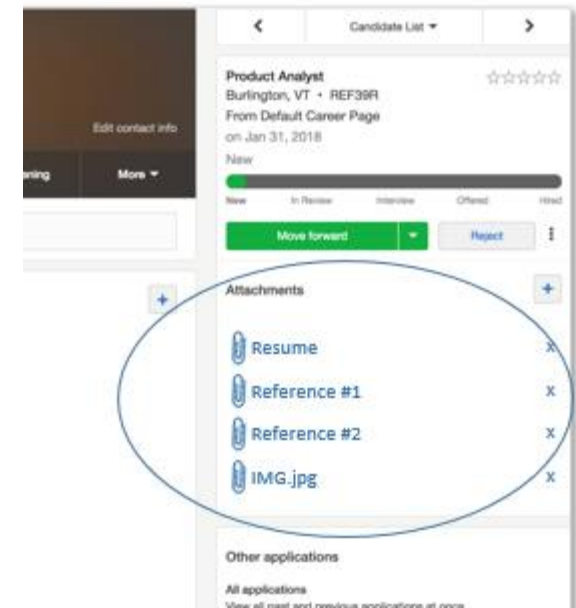 Candidate List
Product Analyst
Burlington, VT • REF39R
From Default Career Page
on Jan 31, 2018
New
Edit contact info
ening
More
New In Review Interview Offered Hired
Move forward
Reject
Attachments
+
+
Resume x
Reference #1 x
Reference #2 x
IMG.jpg x
Other applications
All applications
View all past and previous applications at once